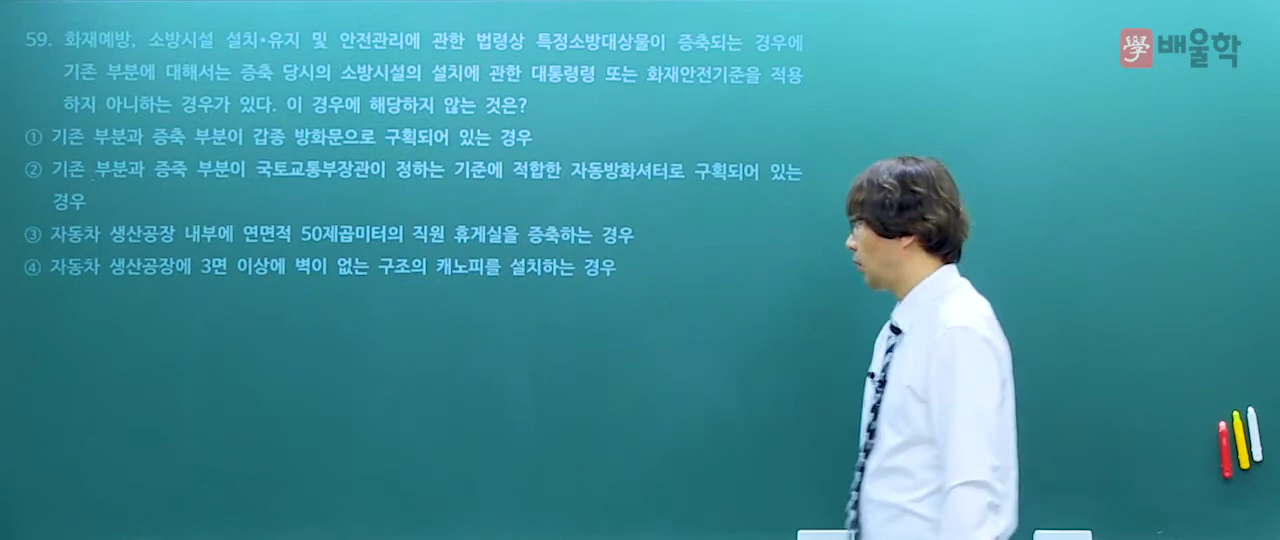 學 배울학
59. 화재예방, 소방시설 설치•유지 및 안전관리에 관한 법령상 특정소방대상물이 증축되는 경우에
기존 부분에 대해서는 증축 당시의 소방시설의 설치에 관한 대통령령 또는 화재안전기준을 적용
하지 아니하는 경우가 있다. 이 경우에 해당하지 않는 것은?
① 기존 부분과 증축 부분이 갑종 방화문으로 구획되어 있는 경우
② 기존 부분과 증축 부분이 국토교통부장관이 정하는 기준에 적합한 자동방화셔터로 구획되어 있는
경우
③ 자동차 생산공장 내부에 연면적 50제곱미터의 직원 휴게실을 증축하는 경우
④ 자동차 생산공장에 3면 이상에 벽이 없는 구조의 캐노피를 설치하는 경우